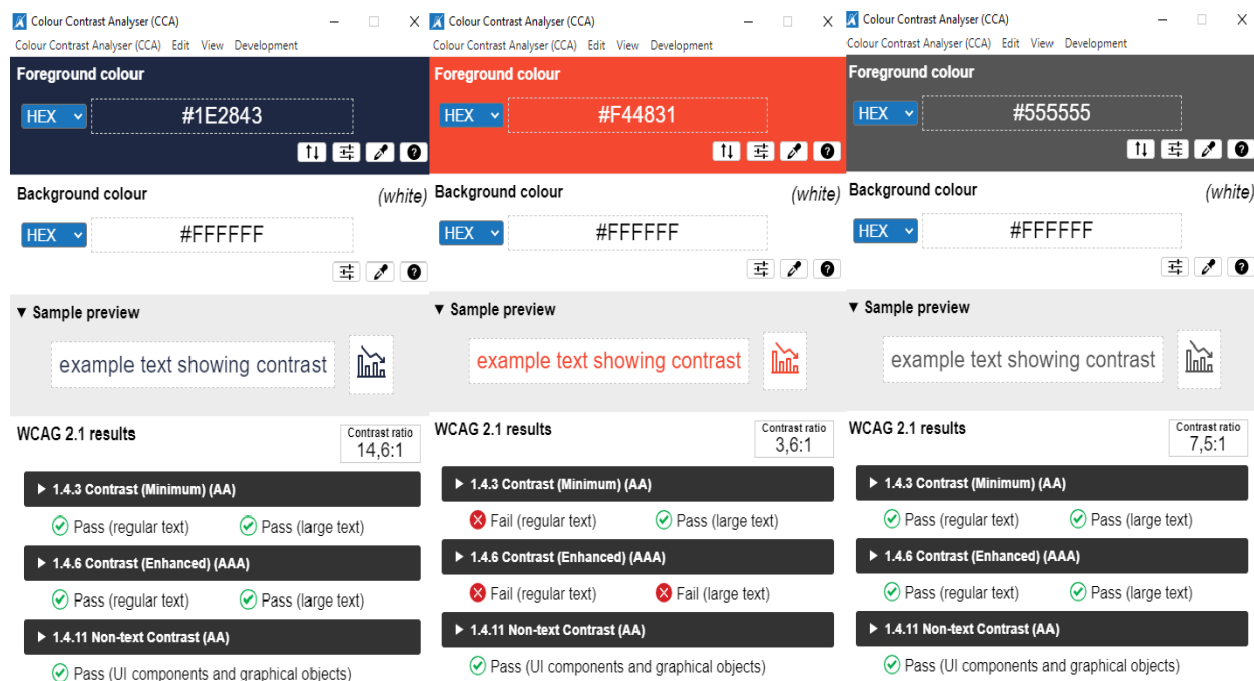 Colour Contrast Analyser (CCA)
Colour Contrast Analyser (CCA) Edit View Development
Foreground colour
HEX #1E2843
Background colour (white)
HEX #FFFFFF
▼ Sample preview
example text showing contrast
WCAG 2.1 results
Contrast ratio
14,6:1
1.4.3 Contrast (Minimum) (AA)
Pass (regular text) Pass (large text)
1.4.6 Contrast (Enhanced) (AAA)
Pass (regular text) Pass (large text)
1.4.11 Non-text Contrast (AA)
Pass (UI components and graphical objects)
Colour Contrast Analyser (CCA)
Colour Contrast Analyser (CCA) Edit View Development
Foreground colour
HEX #F44831
Background colour (white)
HEX #FFFFFF
▼ Sample preview
example text showing contrast
WCAG 2.1 results
Contrast ratio
3,6:1
1.4.3 Contrast (Minimum) (AA)
Fail (regular text) Pass (large text)
1.4.6 Contrast (Enhanced) (AAA)
Fail (regular text) Fail (large text)
1.4.11 Non-text Contrast (AA)
Pass (UI components and graphical objects)
Colour Contrast Analyser (CCA)
Colour Contrast Analyser (CCA) Edit View Development
Foreground colour
HEX #555555
Background colour (white)
HEX #FFFFFF
▼ Sample preview
example text showing contrast
WCAG 2.1 results
Contrast ratio
7,5:1
1.4.3 Contrast (Minimum) (AA)
Pass (regular text) Pass (large text)
1.4.6 Contrast (Enhanced) (AAA)
Pass (regular text) Pass (large text)
1.4.11 Non-text Contrast (AA)
Pass (UI components and graphical objects)